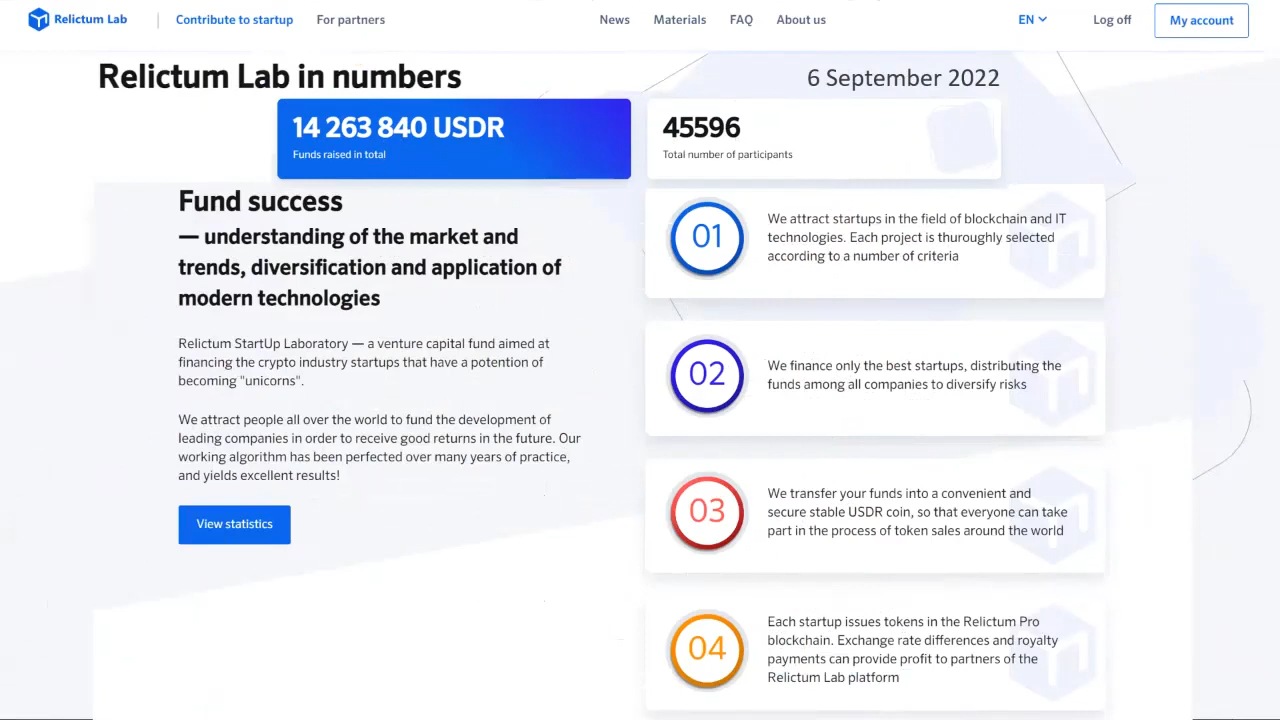 Relictum Lab
Contribute to startup
For partners
News
Materials
FAQ
About us
EN
Log off
My account
Relictum Lab in numbers
6 September 2022
14 263 840 USDR
Funds raised in total
45596
Total number of participants
Fund success
— understanding of the market and
trends, diversification and application of
modern technologies
Relictum StartUp Laboratory — a venture capital fund aimed at
financing the crypto industry startups that have a potention of
becoming "unicorns".
We attract people all over the world to fund the development of
leading companies in order to receive good returns in the future. Our
working algorithm has been perfected over many years of practice,
and yields excellent results!
View statistics
01
We attract startups in the field of blockchain and IT
technologies. Each project is thuroughly selected
according to a number of criteria
02
We finance only the best startups, distributing the
funds among all companies to diversify risks
03
We transfer your funds into a convenient and
secure stable USDR coin, so that everyone can take
part in the process of token sales around the world
04
Each startup issues tokens in the Relictum Pro
blockchain. Exchange rate differences and royalty
payments can provide profit to partners of the
Relictum Lab platform